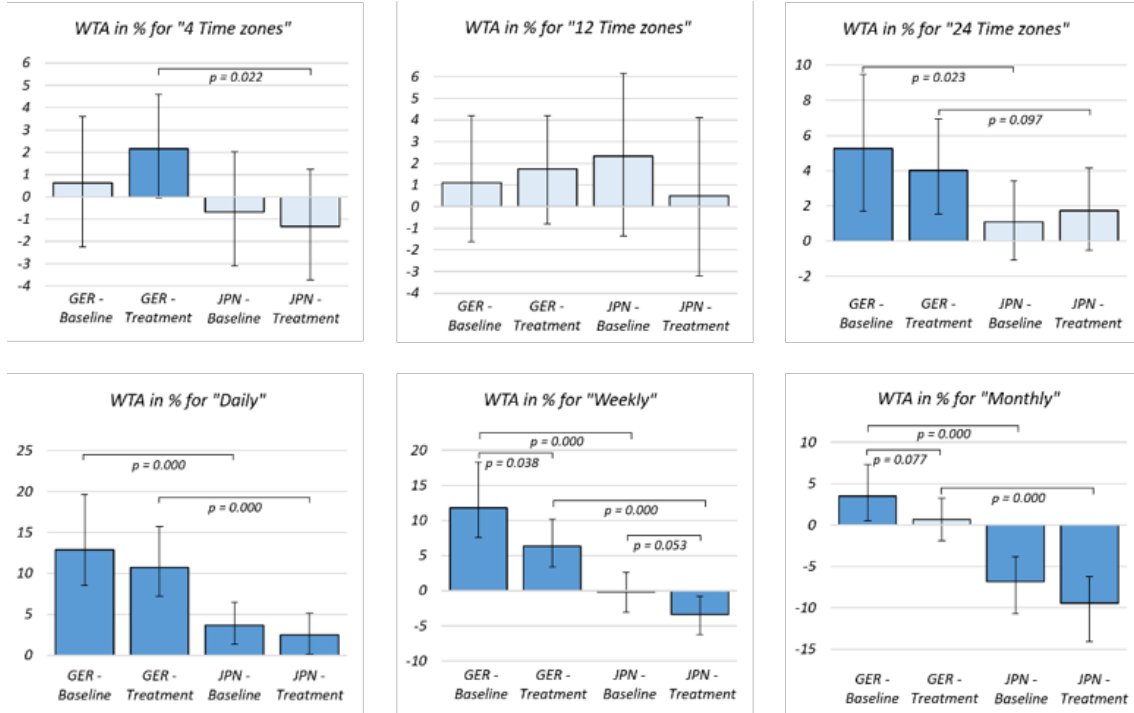 WTA in % for "4 Time zones"
6
5
4
3
2
1
0
-1
-2
-3
-4
p = 0.022
GER - Baseline
GER - Treatment
JPN - Baseline
JPN - Treatment
WTA in % for "12 Time zones"
6
5
4
3
2
1
0
-1
-2
-3
-4
GER - Baseline
GER - Treatment
JPN - Baseline
JPN - Treatment
WTA in % for "24 Time zones"
10
8
6
4
2
0
-2
p = 0.023
p = 0.097
GER - Baseline
GER - Treatment
JPN - Baseline
JPN - Treatment
WTA in % for "Daily"
25
20
15
10
5
0
p = 0.000
p = 0.000
GER - Baseline
GER - Treatment
JPN - Baseline
JPN - Treatment
WTA in % for "Weekly"
20
15
10
5
0
-5
-10
p = 0.000
p = 0.038
p = 0.000
p = 0.053
GER - Baseline
GER - Treatment
JPN - Baseline
JPN - Treatment
WTA in % for "Monthly"
10
5
0
-5
-10
-15
p = 0.000
p = 0.077
p = 0.000
GER - Baseline
GER - Treatment
JPN - Baseline
JPN - Treatment